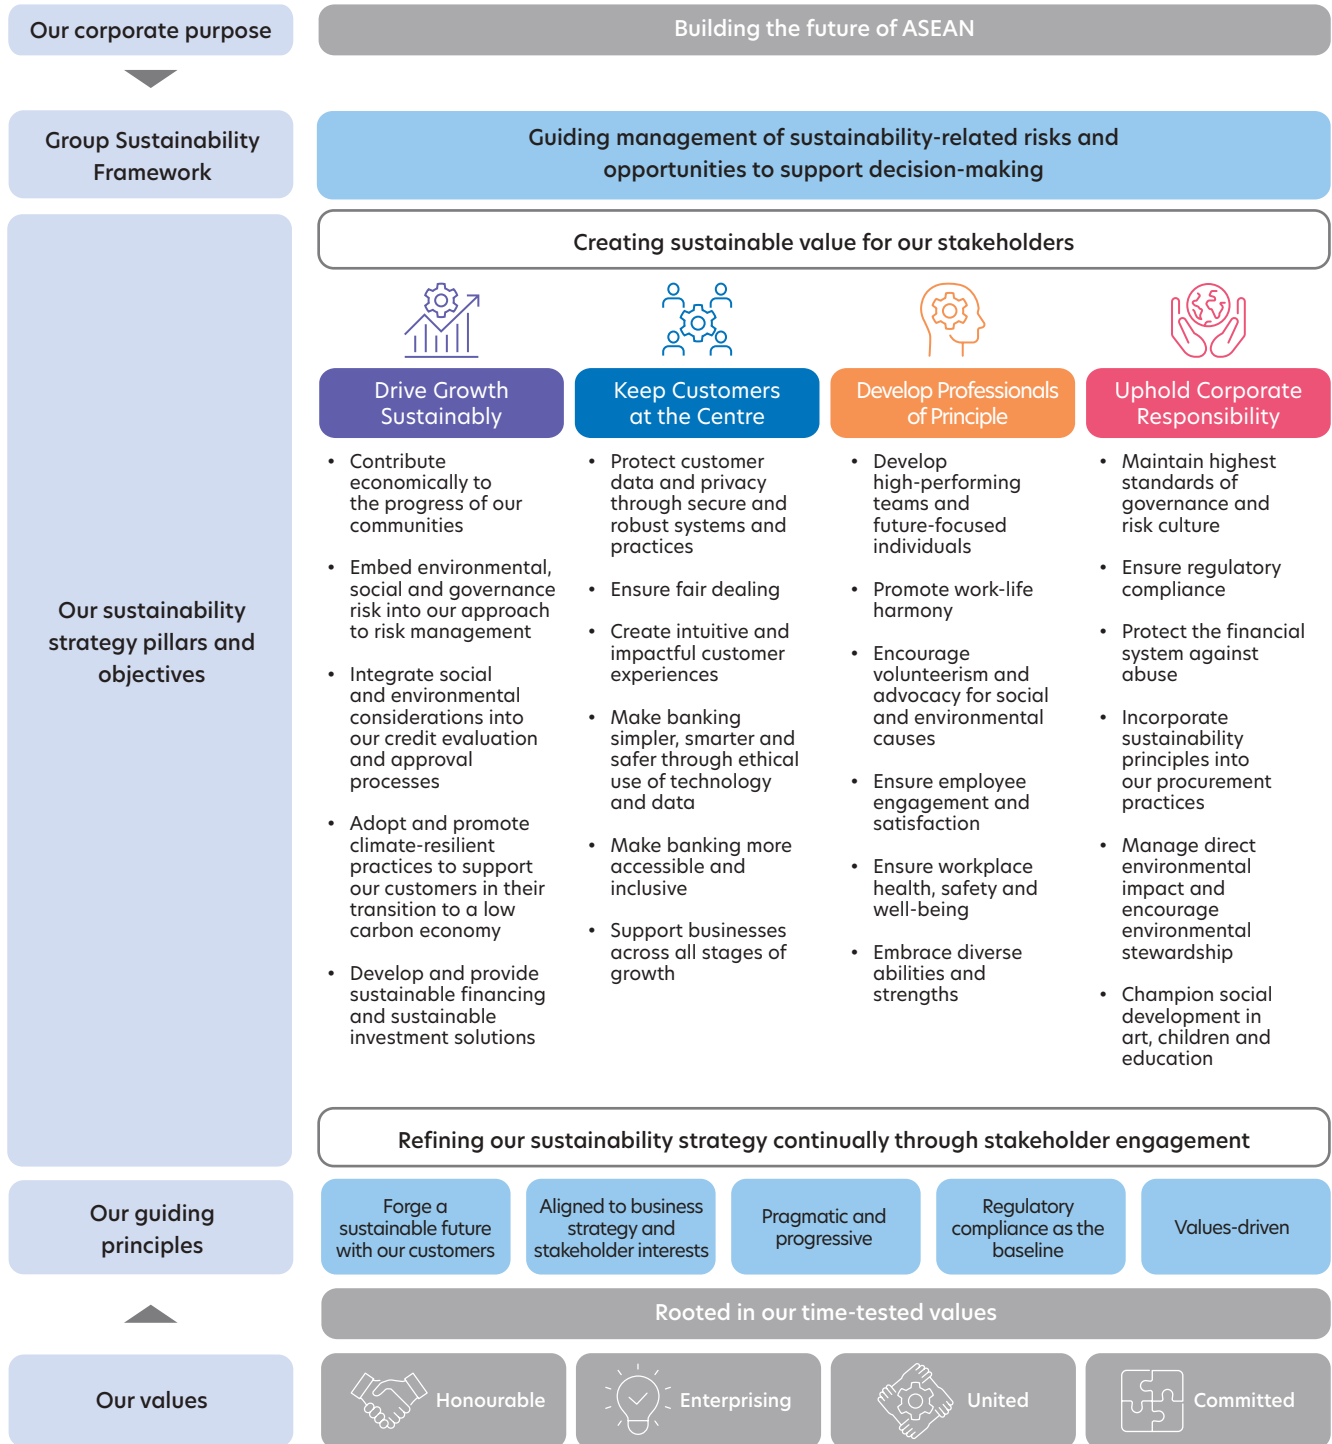 Our corporate purpose
Building the future of ASEAN
Group Sustainability
Framework
Guiding management of sustainability-related risks and
opportunities to support decision-making
Our sustainability
strategy pillars and
objectives
Creating sustainable value for our stakeholders
Drive Growth
Sustainably
• Contribute
economically to
the progress of our
communities
• Embed environmental,
social and governance
risk into our approach
to risk management
• Integrate social
and environmental
considerations into
our credit evaluation
and approval
processes
• Adopt and promote
climate-resilient
practices to support
our customers in their
transition to a low
carbon economy
• Develop and provide
sustainable financing
and sustainable
investment solutions
Keep Customers
at the Centre
• Protect customer
data and privacy
through secure and
robust systems and
practices
• Ensure fair dealing
• Create intuitive and
impactful customer
experiences
• Make banking
simpler, smarter and
safer through ethical
use of technology
and data
• Make banking more
accessible and
inclusive
• Support businesses
across all stages of
growth
Develop Professionals
of Principle
• Develop
high-performing
teams and
future-focused
individuals
• Promote work-life
harmony
• Encourage
volunteerism and
advocacy for social
and environmental
causes
• Ensure employee
engagement and
satisfaction
• Ensure workplace
health, safety and
well-being
• Embrace diverse
abilities and
strengths
Uphold Corporate
Responsibility
• Maintain highest
standards of
governance and
risk culture
• Ensure regulatory
compliance
• Protect the financial
system against
abuse
• Incorporate
sustainability
principles into
our procurement
practices
• Manage direct
environmental
impact and
encourage
environmental
stewardship
• Champion social
development in
art, children and
education
Refining our sustainability strategy continually through stakeholder engagement
Our guiding
principles
Forge a
sustainable future
with our customers
Aligned to business
strategy and
stakeholder interests
Pragmatic and
progressive
Regulatory
compliance as the
baseline
Values-driven
Rooted in our time-tested values
Our values
Honourable
Enterprising
United
Committed